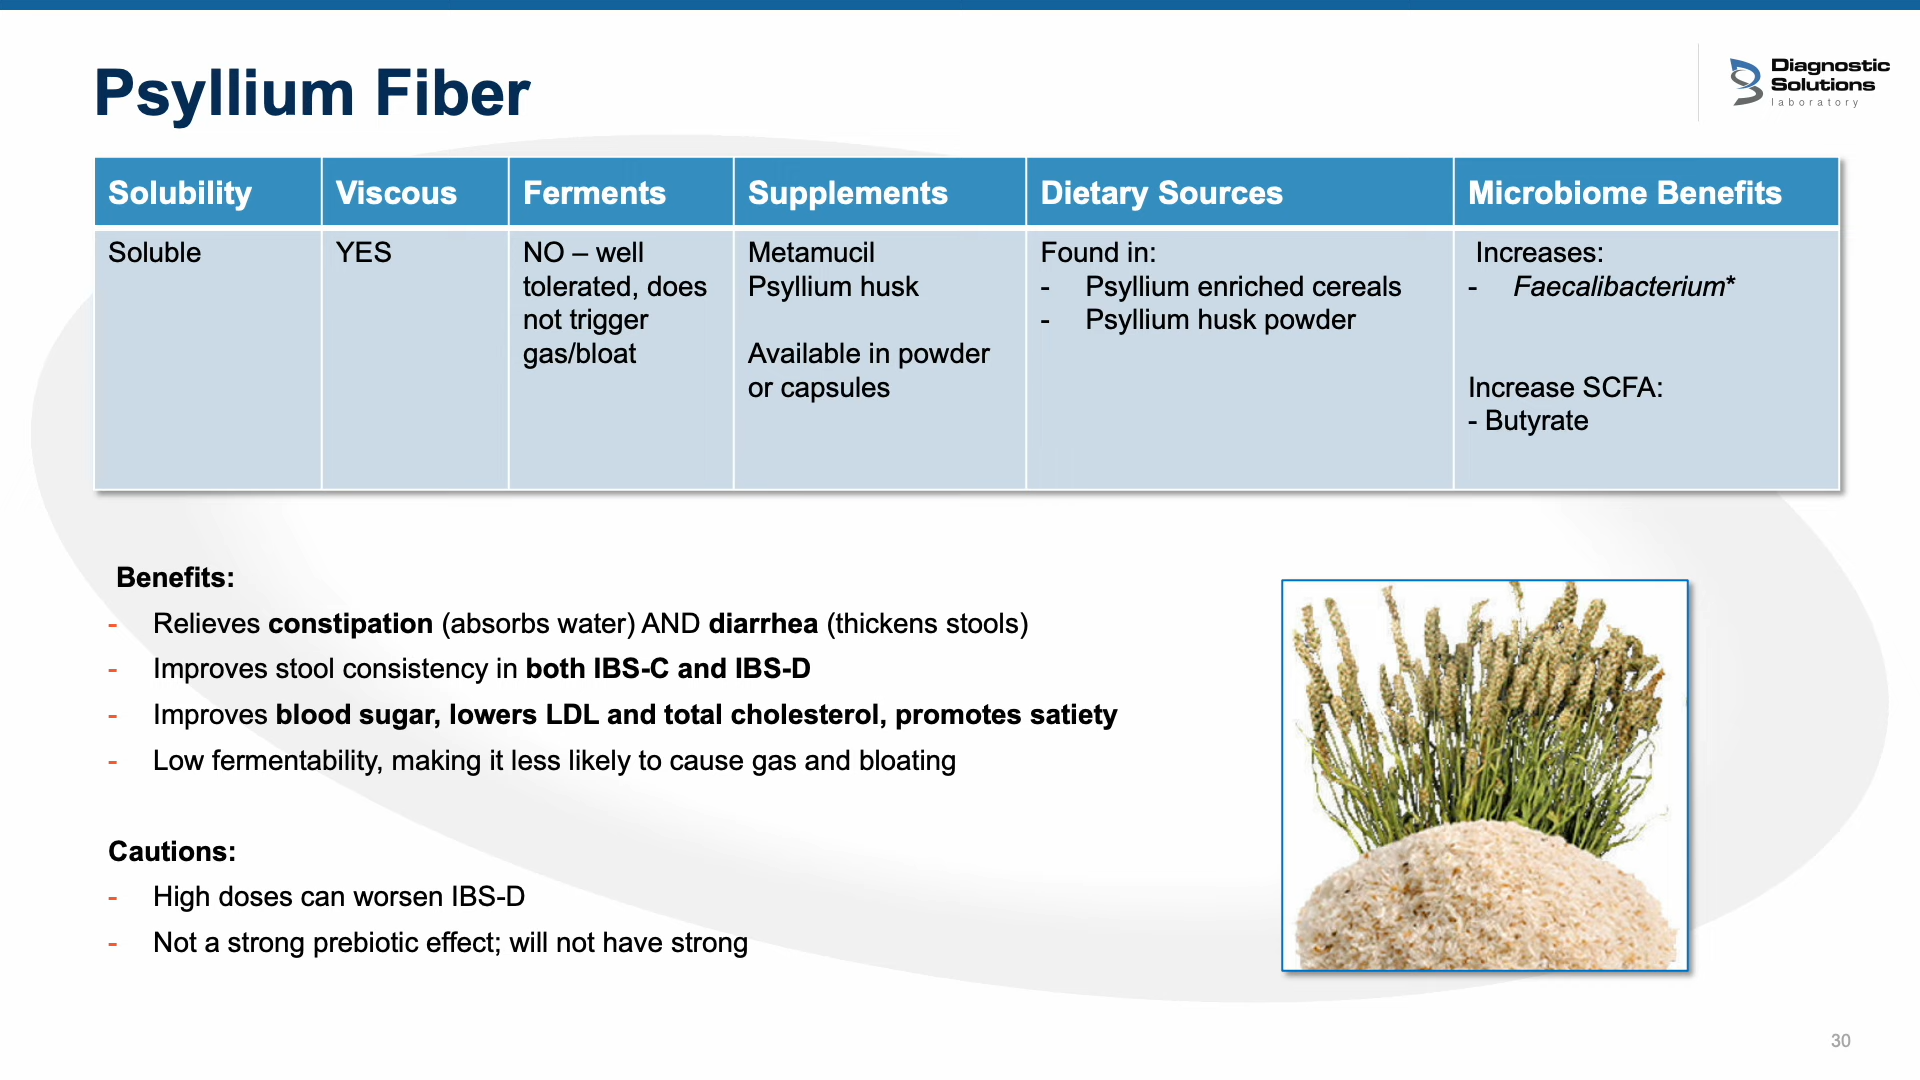 Psyllium Fiber
Diagnostic
Solutions
laboratory
Solubility
Viscous
Ferments
Supplements
Dietary Sources
Microbiome Benefits
Soluble
YES
NO – well
tolerated, does
not trigger
gas/bloat
Metamucil
Psyllium husk
Available in powder
or capsules
Found in:
- Psyllium enriched cereals
- Psyllium husk powder
Increases:
- Faecalibacterium*
Increase SCFA:
- Butyrate
Benefits:
- Relieves constipation (absorbs water) AND diarrhea (thickens stools)
- Improves stool consistency in both IBS-C and IBS-D
- Improves blood sugar, lowers LDL and total cholesterol, promotes satiety
- Low fermentability, making it less likely to cause gas and bloating
Cautions:
- High doses can worsen IBS-D
- Not a strong prebiotic effect; will not have strong
30